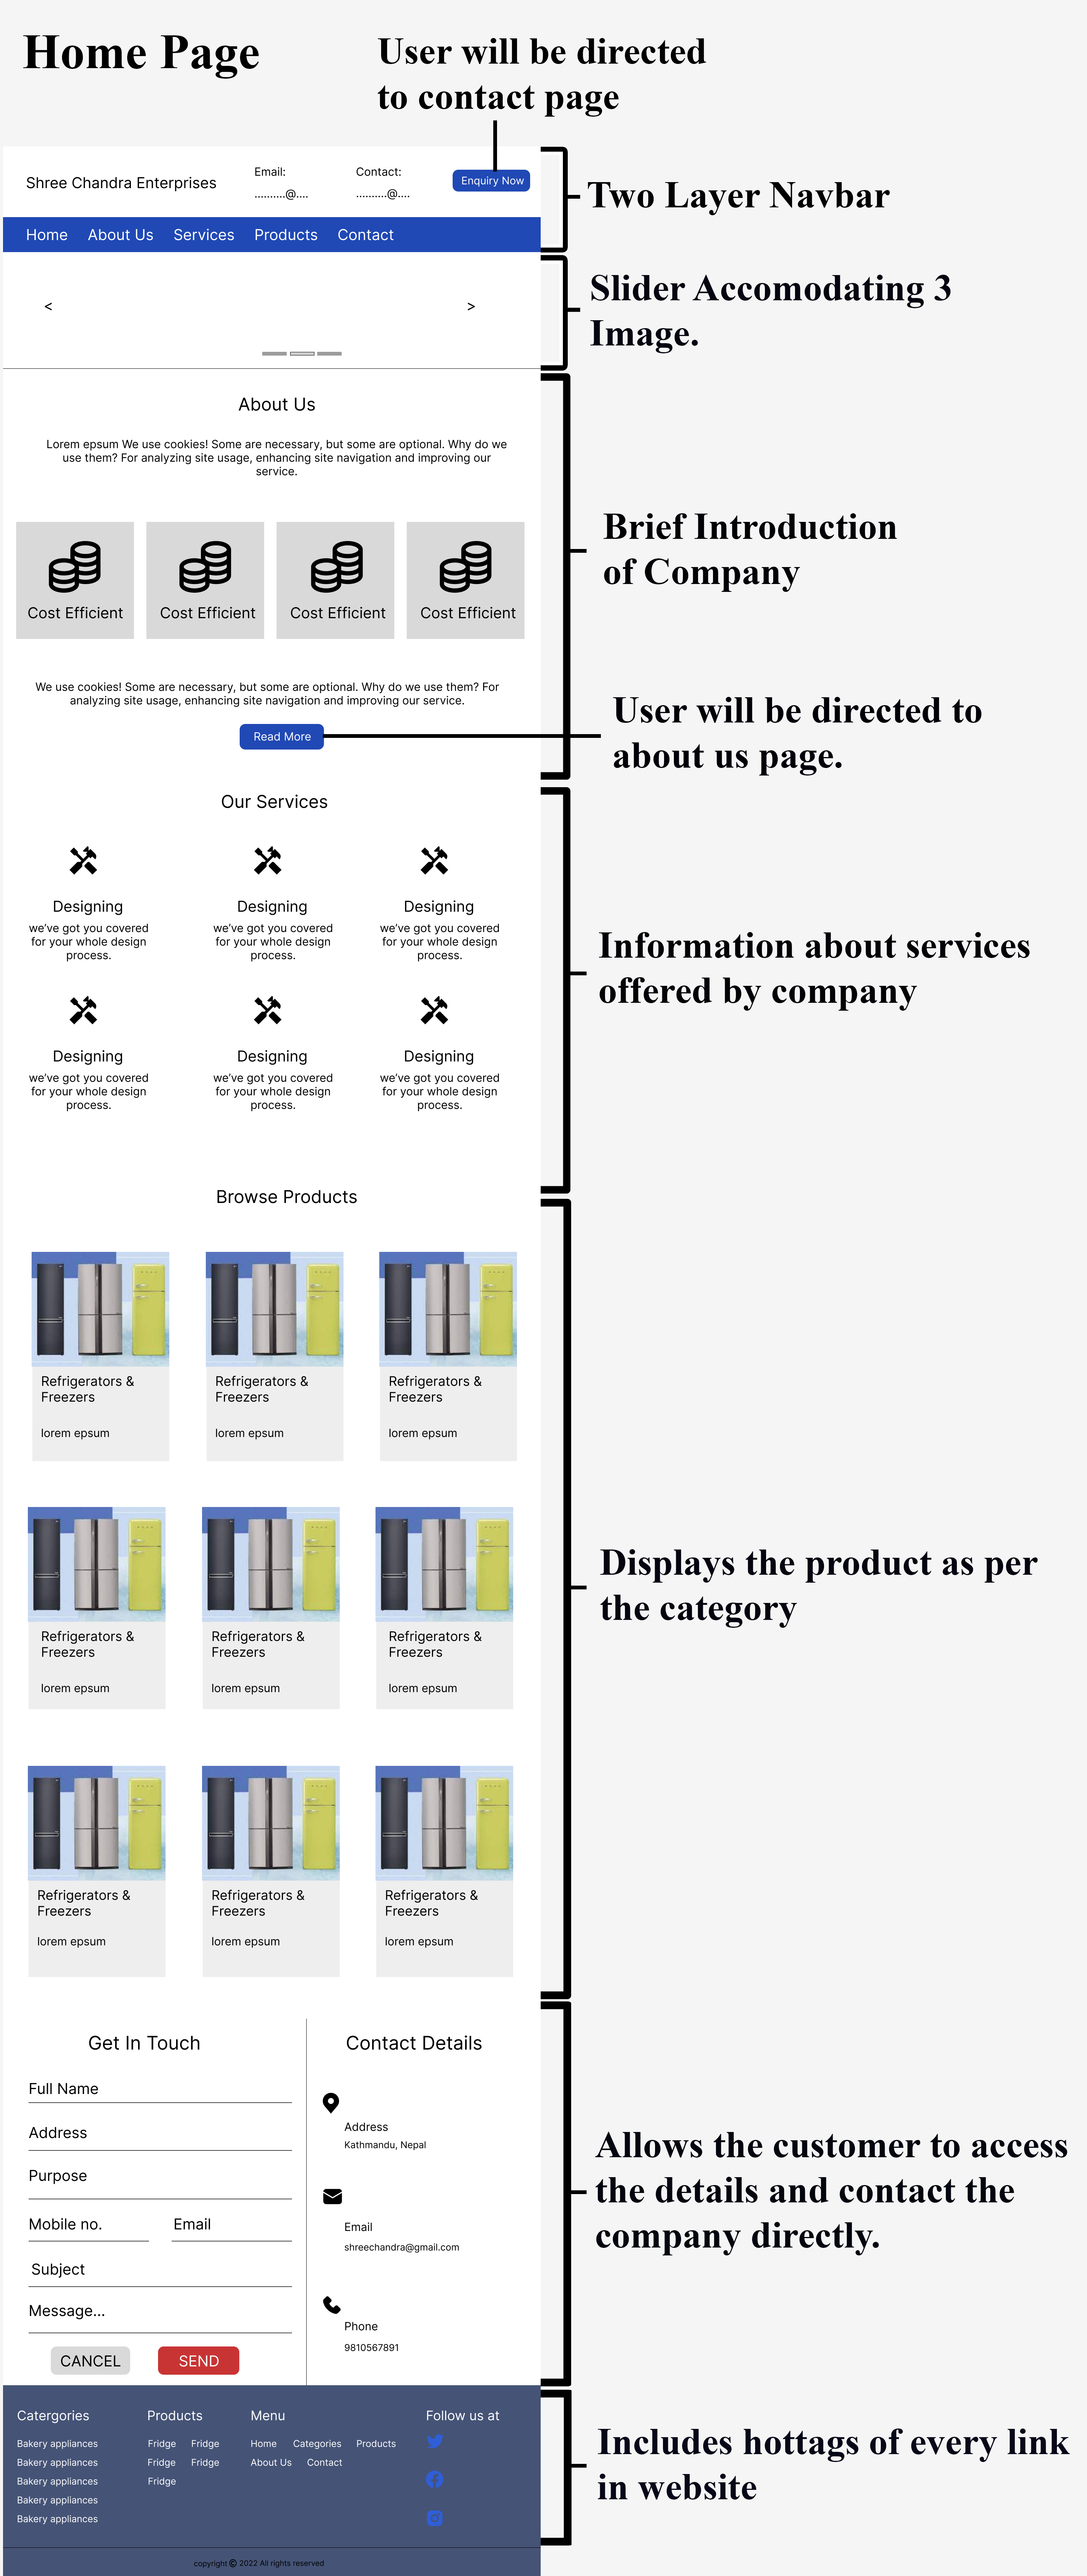 Home Page
User will be directed
to contact page
Shree Chandra Enterprises
Email:
..........@....
Contact:
..........@....
Enquiry Now
Two Layer Navbar
Home About Us Services Products Contact
< >
Slider Accomodating 3
Image.
About Us
Lorem epsum We use cookies! Some are necessary, but some are optional. Why do we
use them? For analyzing site usage, enhancing site navigation and improving our
service.
Brief Introduction
of Company
Cost Efficient Cost Efficient Cost Efficient Cost Efficient
We use cookies! Some are necessary, but some are optional. Why do we use them? For
analyzing site usage, enhancing site navigation and improving our service.
Read More
User will be directed to
about us page.
Our Services
Designing Designing Designing
we've got you covered we've got you covered we've got you covered
for your whole design for your whole design for your whole design
process. process. process.
Designing Designing Designing
we've got you covered we've got you covered we've got you covered
for your whole design for your whole design for your whole design
process. process. process.
Information about services
offered by company
Browse Products
Refrigerators & Refrigerators & Refrigerators &
Freezers Freezers Freezers
lorem epsum lorem epsum lorem epsum
Refrigerators & Refrigerators & Refrigerators &
Freezers Freezers Freezers
lorem epsum lorem epsum lorem epsum
Refrigerators & Refrigerators & Refrigerators &
Freezers Freezers Freezers
lorem epsum lorem epsum lorem epsum
Displays the product as per
the category
Get In Touch
Full Name
Address
Purpose
Mobile no. Email
Subject
Message...
CANCEL SEND
Contact Details
Address
Kathmandu, Nepal
Email
shreechandra@gmail.com
Phone
9810567891
Allows the customer to access
the details and contact the
company directly.
Catergories Products Menu Follow us at
Bakery appliances Fridge Fridge Home Categories Products
Bakery appliances Fridge Fridge About Us Contact
Bakery appliances Fridge
Bakery appliances
Bakery appliances
copyright © 2022 All rights reserved
Includes hottags of every link
in website